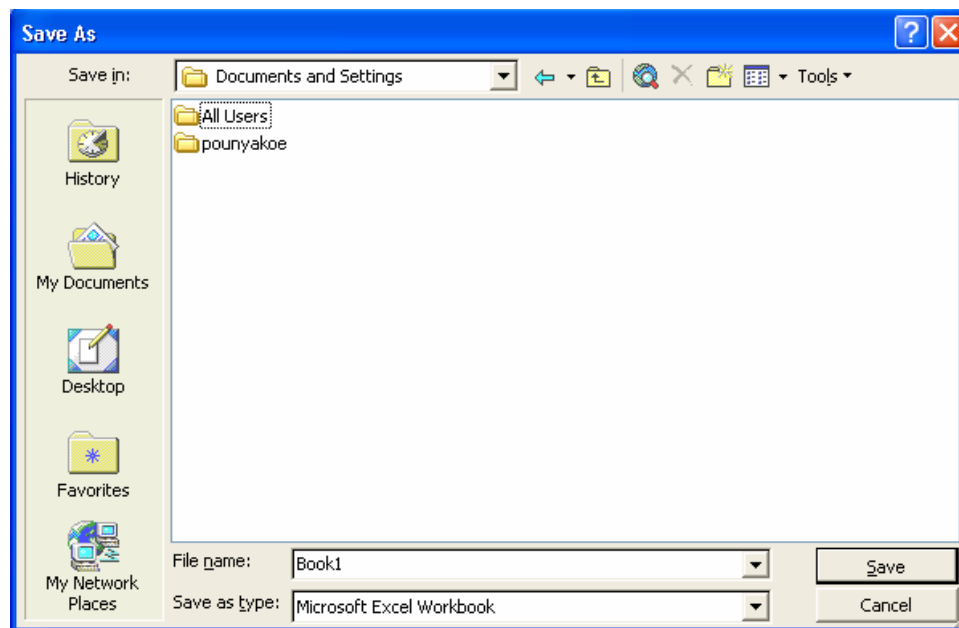 Save As
Save in:
Documents and Settings
Tools
All Users
pounyakoe
History
My Documents
Desktop
Favorites
My Network
Places
File name:
Book1
Save
Save as type:
Microsoft Excel Workbook
Cancel